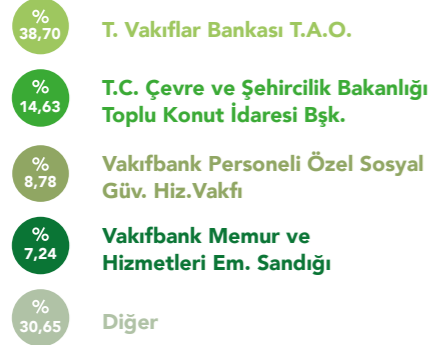 %
38,70
T. Vakıflar Bankası T.A.O.
%
14,63
T.C. Çevre ve Şehircilik Bakanlığı
Toplu Konut İdaresi Bşk.
%
8,78
Vakıfbank Personeli Özel Sosyal
Güv. Hiz.Vakfı
%
7,24
Vakıfbank Memur ve
Hizmetleri Em. Sandığı
%
30,65
Diğer